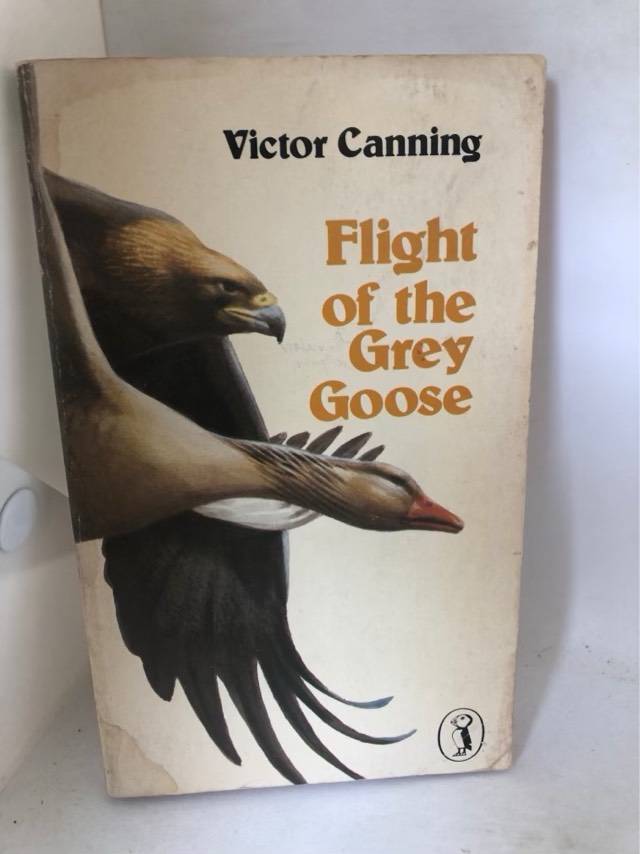 Victor Canning
Flight
of the
Grey
Goose